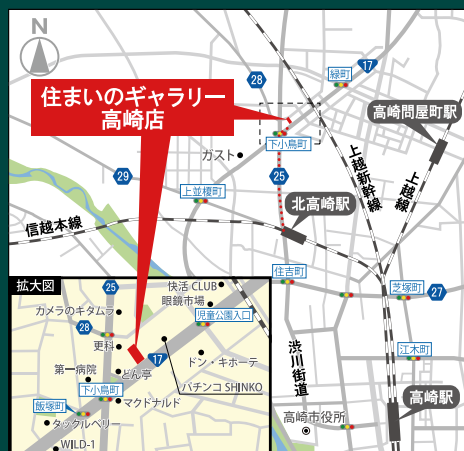 N
住まいのギャラリー
高崎店
28
緑町
17
高崎問屋町駅
下小鳥町
ガスト
上越新幹線
上越線
29
上並榎町
25
信越本線
北高崎駅
住吉町
芝塚町
27
江木町
渋川街道
高崎駅
高崎市役所
拡大図
25
快活CLUB
眼鏡市場
カメラのキタムラ
児童公園入口
28
更科
17
ドン・キホーテ
どん亭
第一病院
パチンコ SHINKO
下小鳥町
マクドナルド
飯塚町
タックルベリー
WILD-1